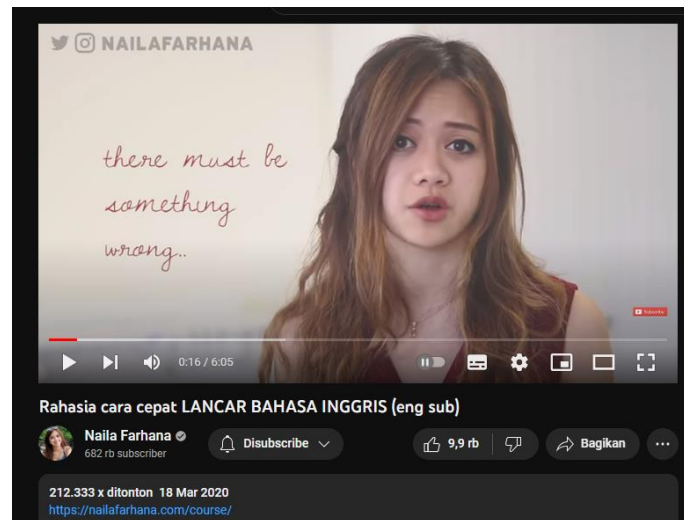 NAILAFARHANA
there must be
something
wrong..
Subscribe
0:16 / 6:05
Rahasia cara cepat LANCAR BAHASA INGGRIS (eng sub)
Naila Farhana
682 rb subscriber
Disubscribe
9,9 rb
Bagikan
212.333 x ditonton 18 Mar 2020
https://nailafarhana.com/course/